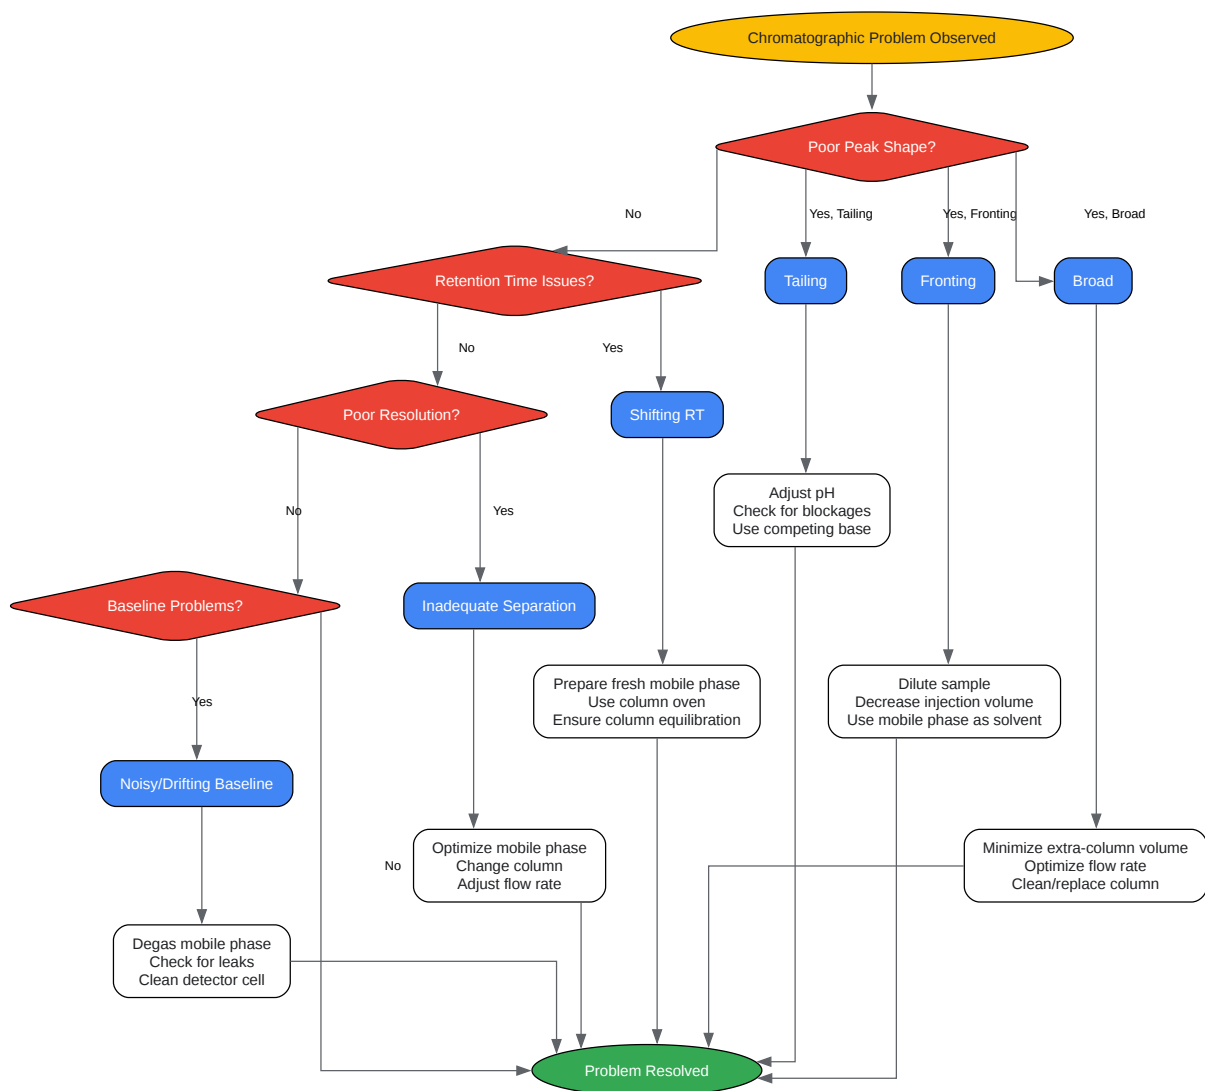 Chromatographic Problem Observed
Poor Peak Shape?
No
Yes, Tailing
Yes, Fronting
Yes, Broad
Retention Time Issues?
Tailing
Fronting
Broad
No
Yes
Poor Resolution?
Shifting RT
Adjust pH
Check for blockages
Use competing base
No
Yes
Baseline Problems?
Inadequate Separation
Prepare fresh mobile phase
Use column oven
Ensure column equilibration
Dilute sample
Decrease injection volume
Use mobile phase as solvent
Yes
Noisy/Drifting Baseline
No
Optimize mobile phase
Change column
Adjust flow rate
Minimize extra-column volume
Optimize flow rate
Clean/replace column
Degas mobile phase
Check for leaks
Clean detector cell
Problem Resolved